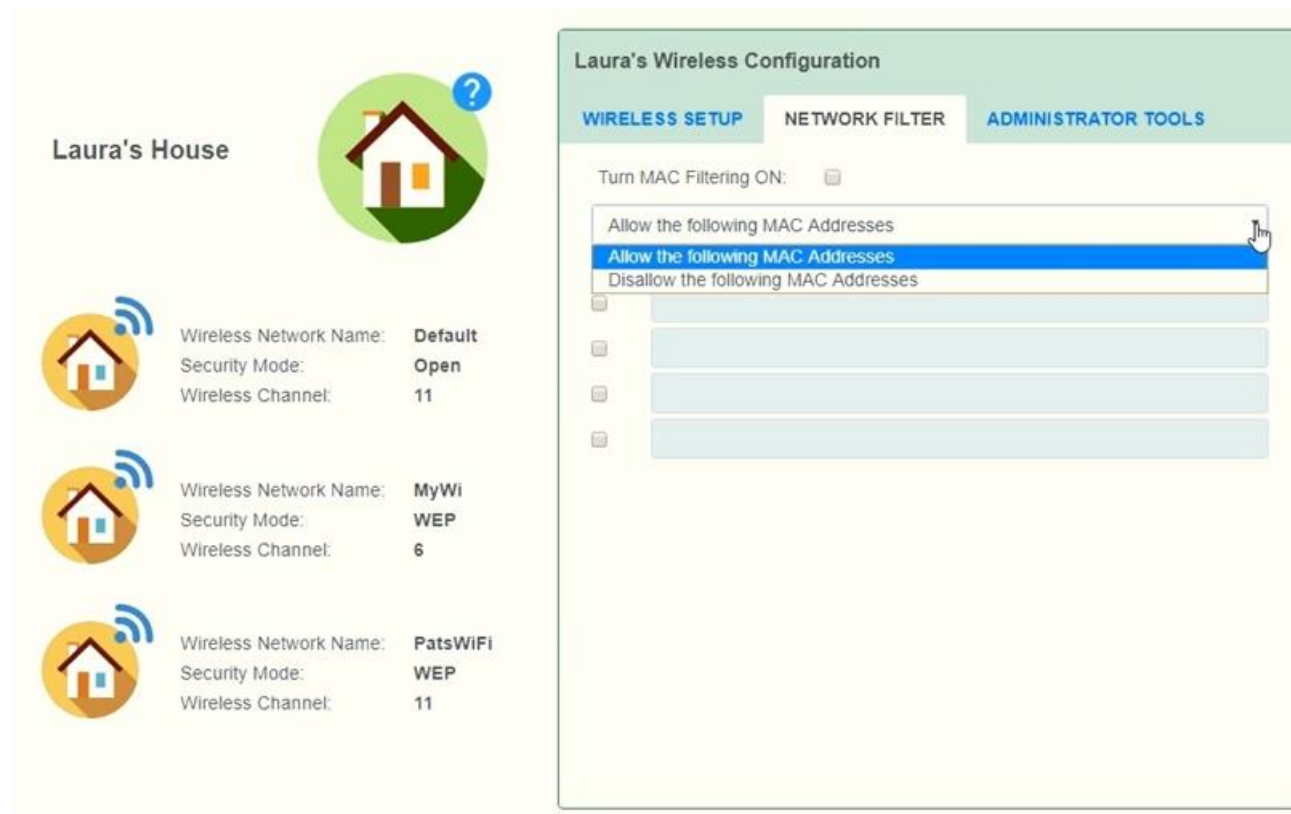 Laura's House
?
Wireless Network Name: Default
Security Mode: Open
Wireless Channel: 11
Wireless Network Name: MyWi
Security Mode: WEP
Wireless Channel: 6
Wireless Network Name: PatsWiFi
Security Mode: WEP
Wireless Channel: 11
Laura's Wireless Configuration
WIRELESS SETUP NETWORK FILTER ADMINISTRATOR TOOLS
Turn MAC Filtering ON:
Allow the following MAC Addresses
Allow the following MAC Addresses
Disallow the following MAC Addresses